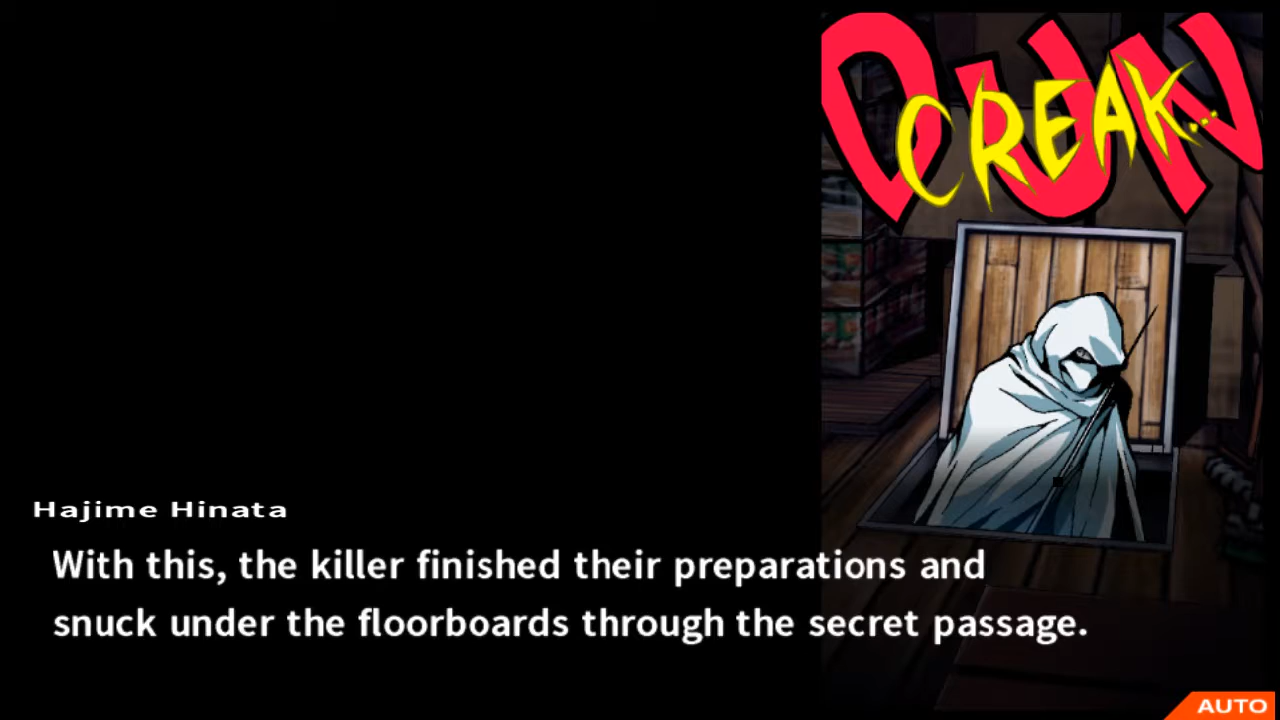 DUN
CREAK...
Hajime Hinata
With this, the killer finished their preparations and
snuck under the floorboards through the secret passage.
AUTO